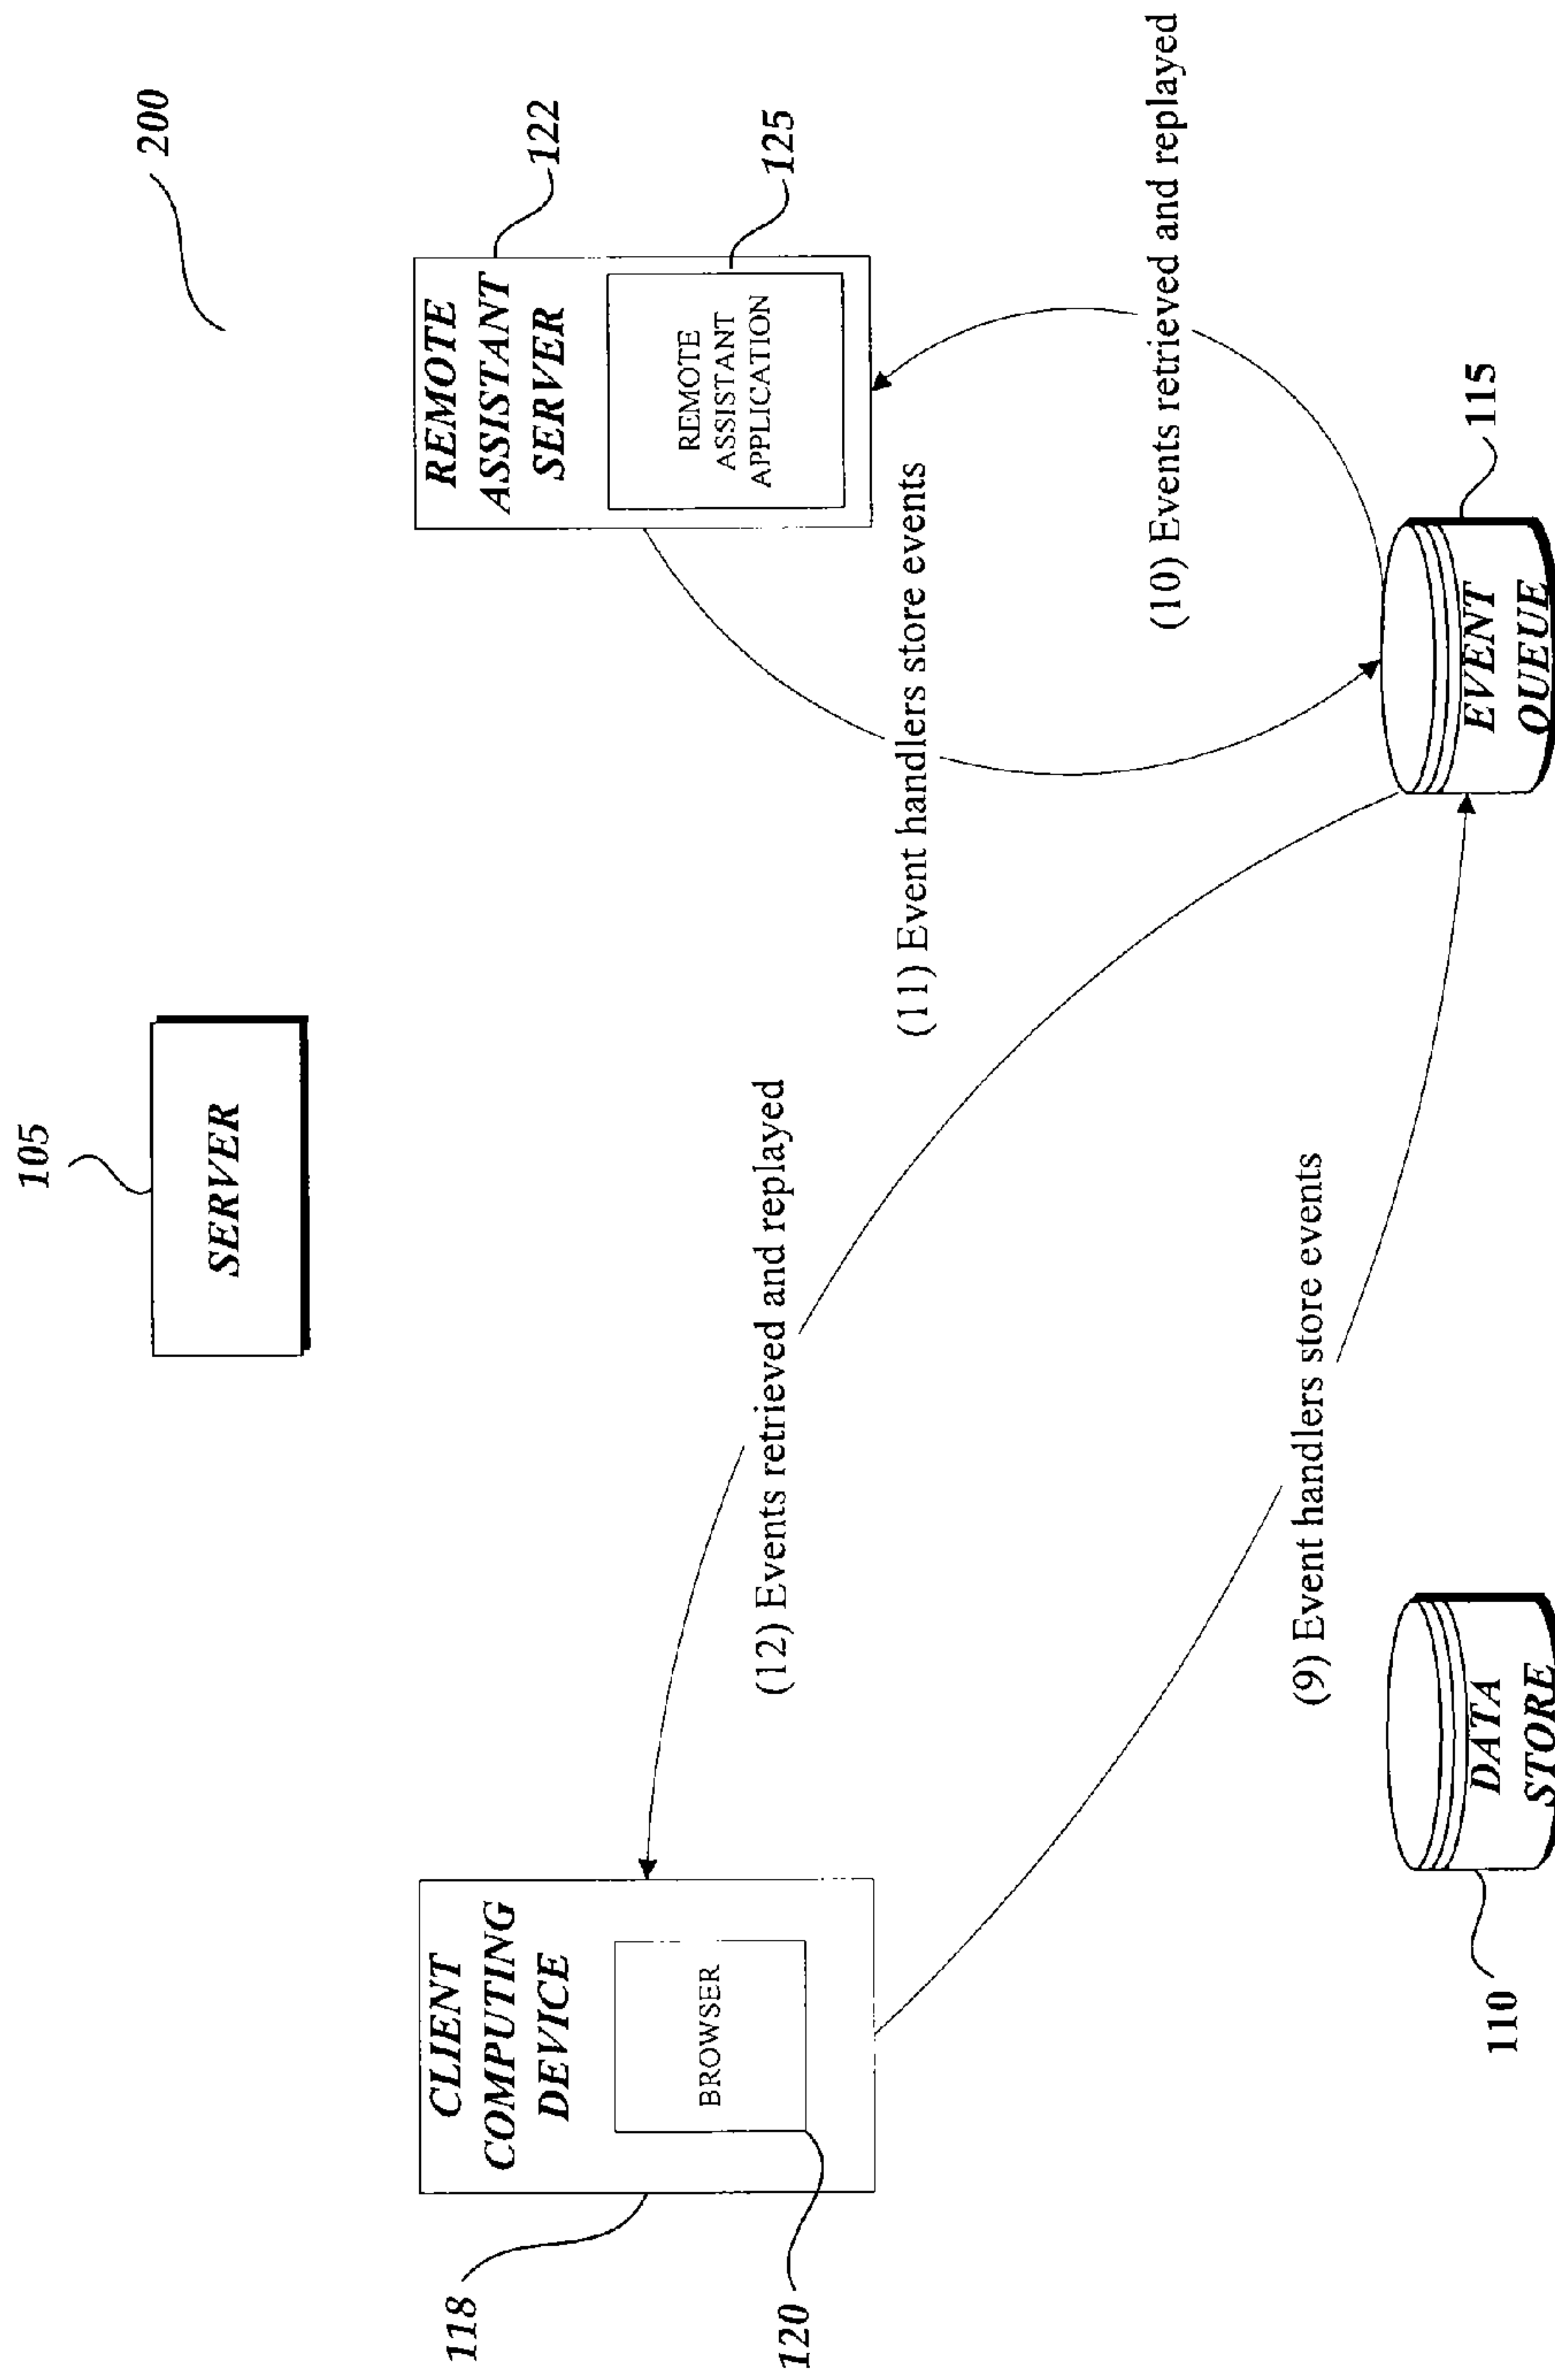 200
105
SERVER
CLIENT
COMPUTING
DEVICE
BROWSER
118
120
REMOTE
ASSISTANT
SERVER
122
REMOTE
ASSISTANT
APPLICATION
125
(12) Events retrieved and replayed
(11) Event handlers store events
(10) Events retrieved and replayed
(9) Event handlers store events
DATA
STORE
110
EVENT
QUEUE
115